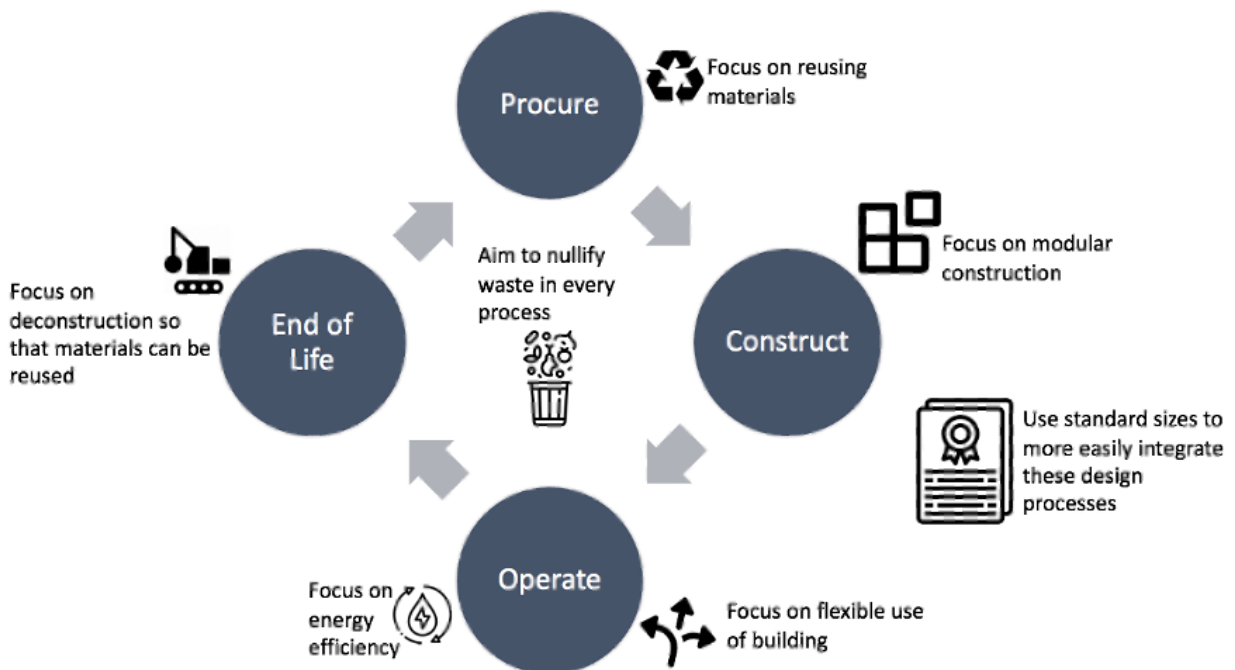 Procure
Focus on reusing
materials
Focus on modular
construction
Construct
Use standard sizes to
more easily integrate
these design
processes
Operate
Focus on flexible use
of building
Focus on
energy
efficiency
End of
Life
Focus on
deconstruction so
that materials can be
reused
Aim to nullify
waste in every
process